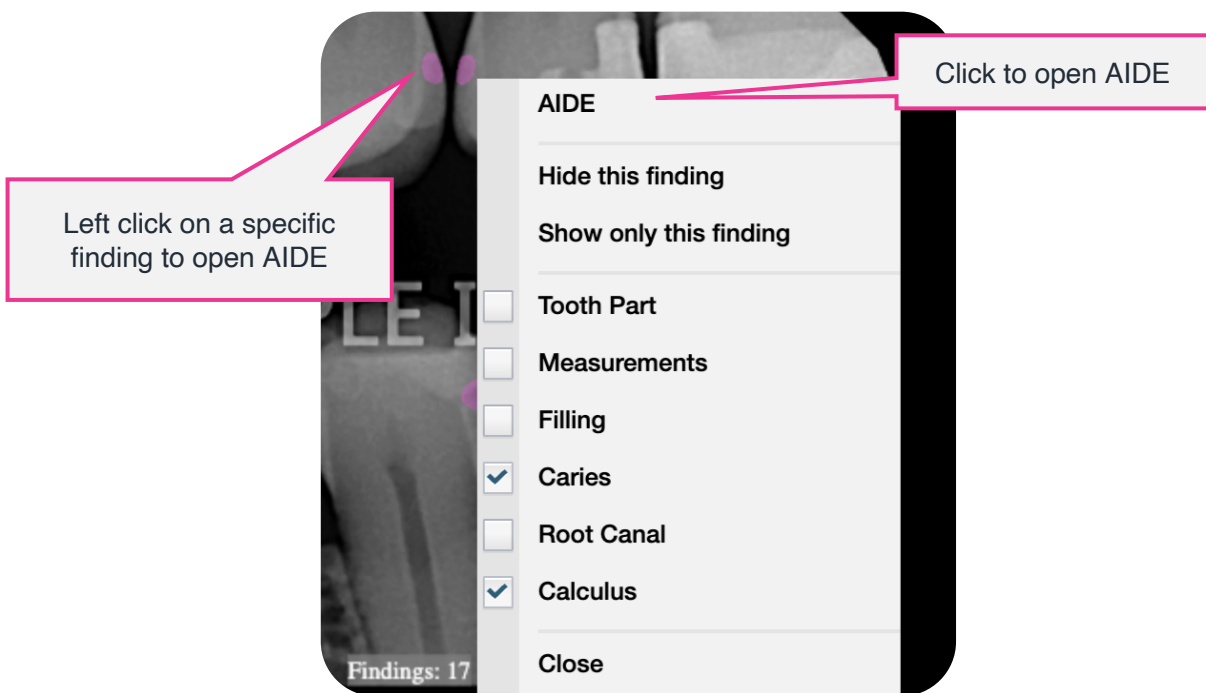 Click to open AIDE
AIDE
Hide this finding
Left click on a specific
finding to open AIDE
Show only this finding
Tooth Part
LE I
Measurements
Filling
Caries
Root Canal
Calculus
Findings: 17
Close